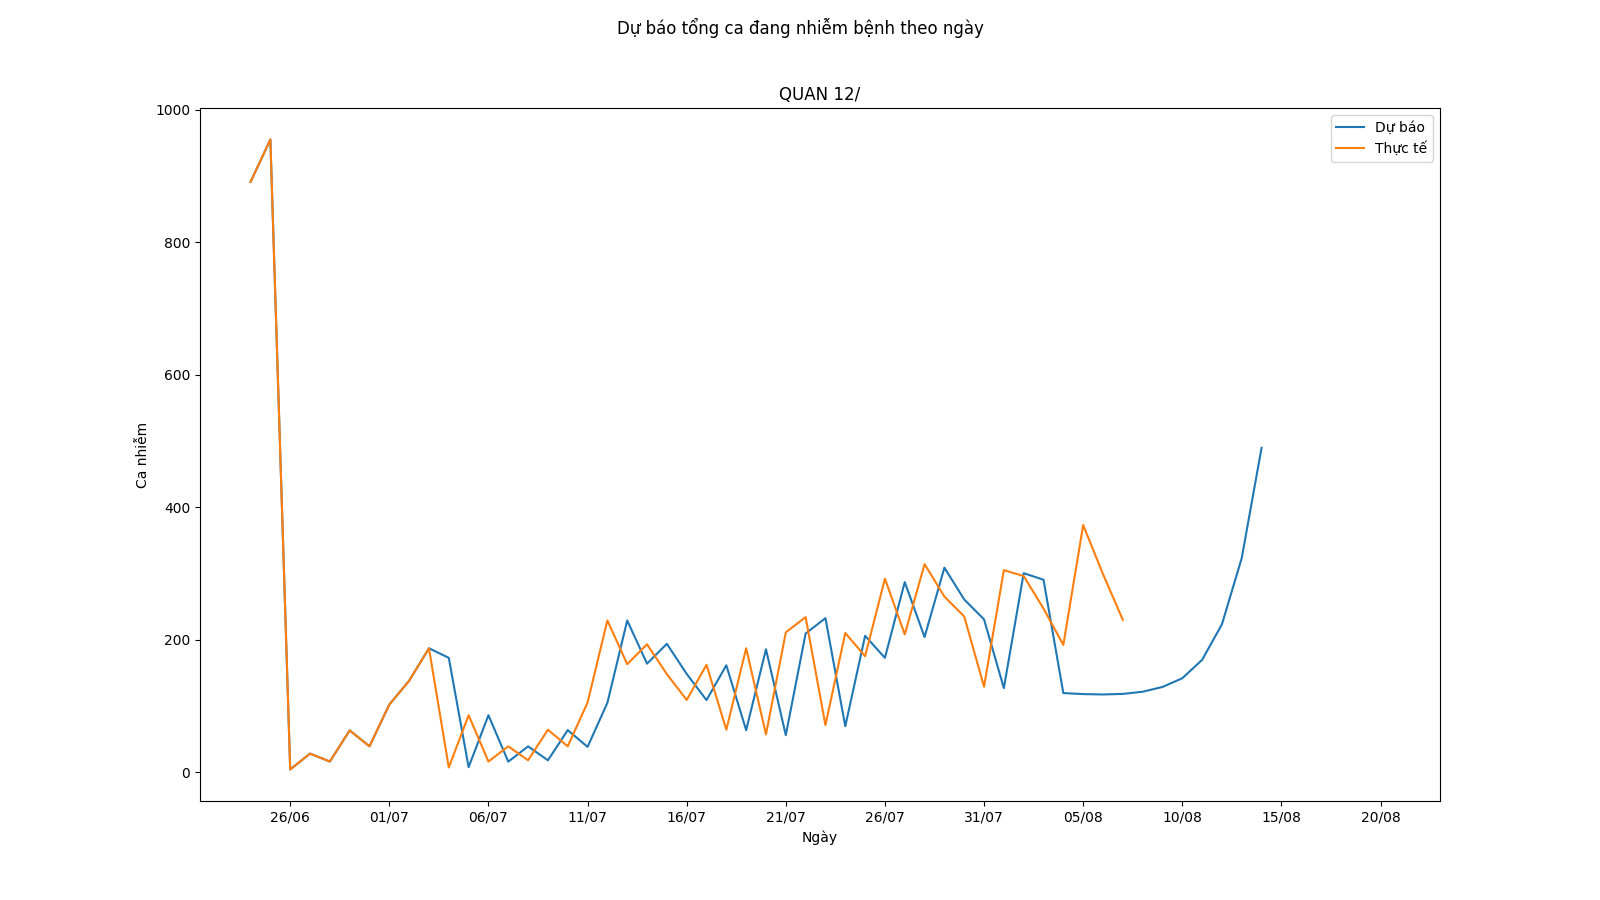 Dự báo tổng ca đang nhiễm bệnh theo ngày
QUAN 12/
Dự báo
Thực tế
1000
800
600
400
200
0
Ca nhiễm
26/06 01/07 06/07 11/07 16/07 21/07 26/07 31/07 05/08 10/08 15/08 20/08
Ngày